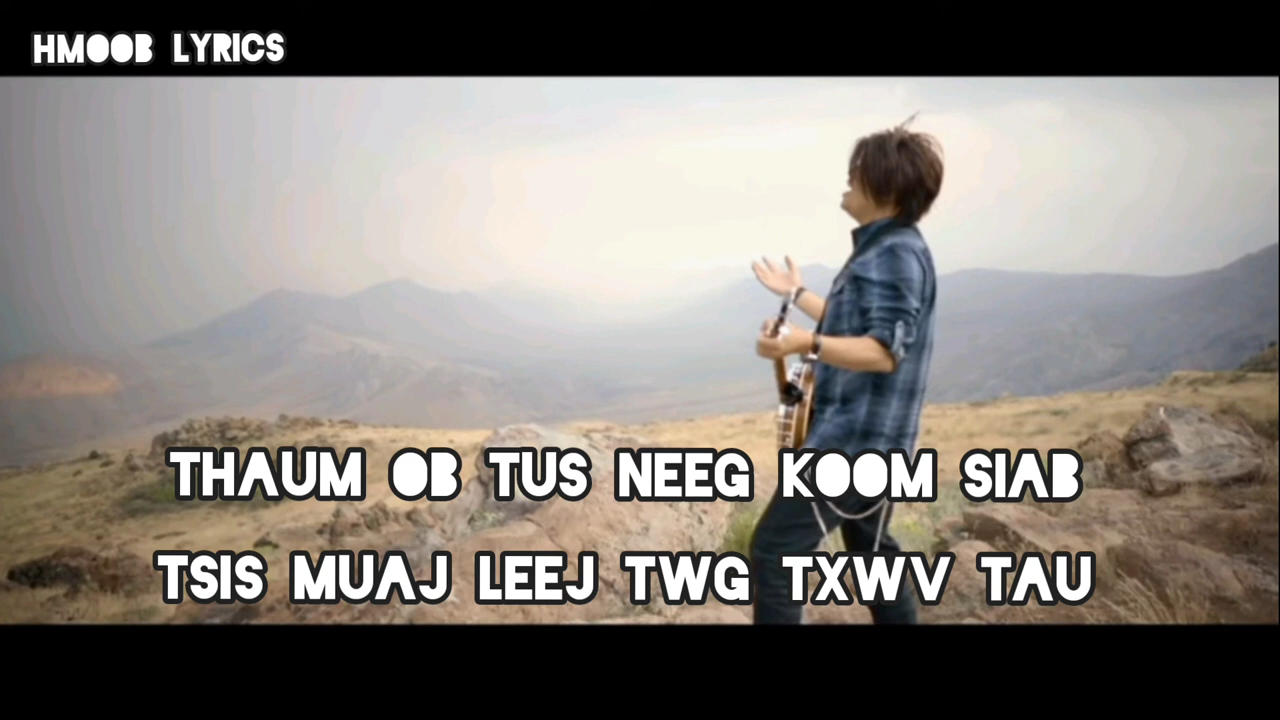 HMOOB LYRICS
THAUM OB TUS NEEG KOOM SIAB
TSIS MUAJ LEEJ TWG TXWV TAU